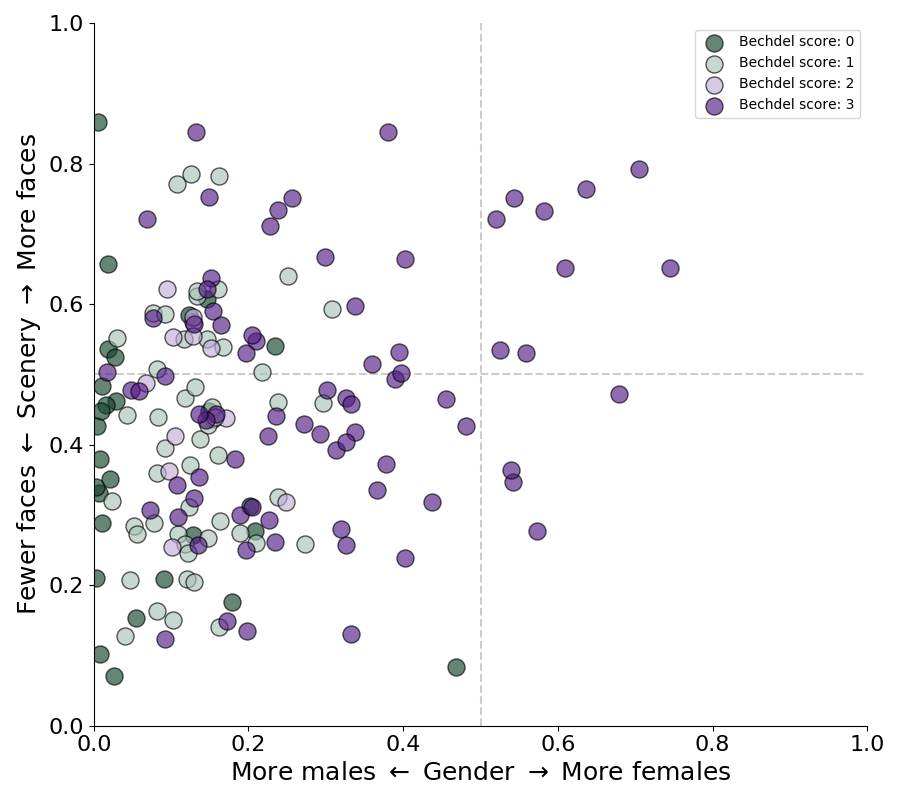 1.0
0.8
0.6
0.4
0.2
0.0
Fewer faces ← Scenery → More faces
Bechdel score: 0
Bechdel score: 1
Bechdel score: 2
Bechdel score: 3
0.0 0.2 0.4 0.6 0.8 1.0
More males ← Gender → More females